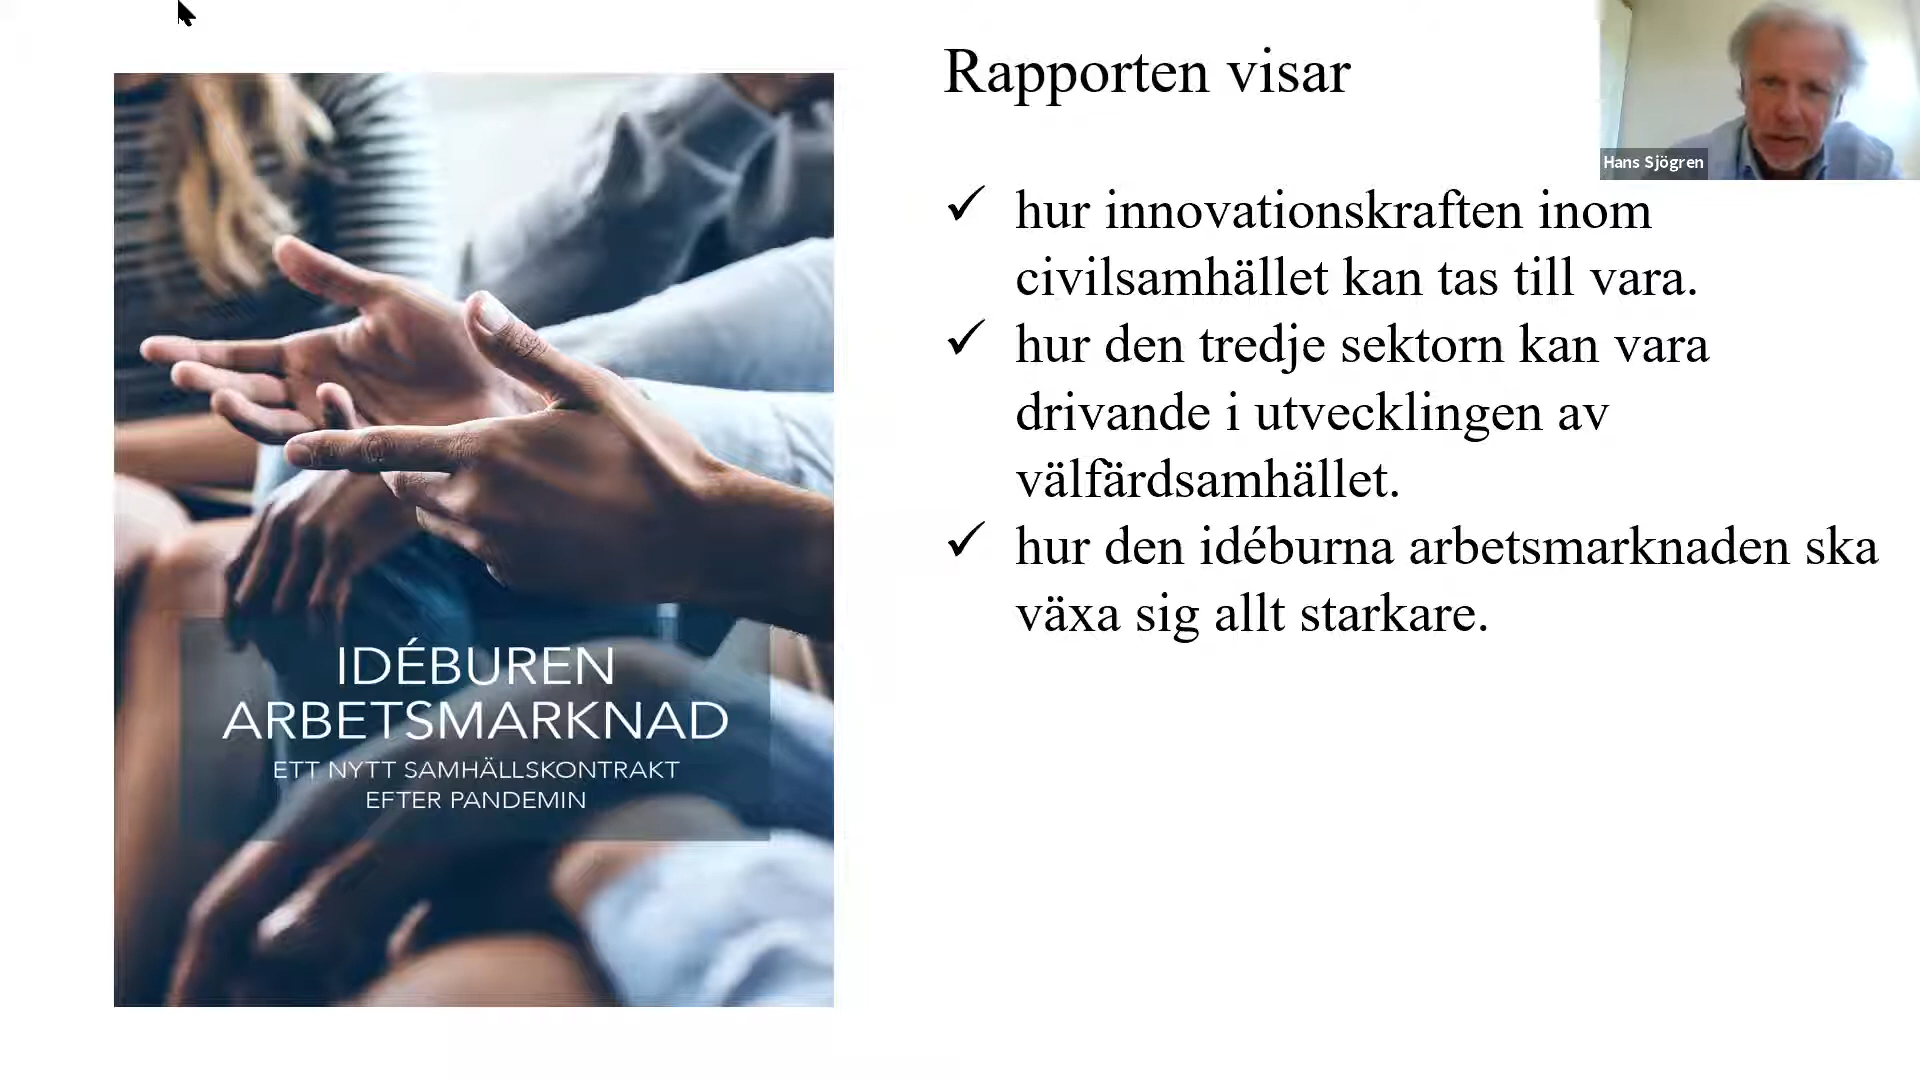 Rapporten visar
Hans Sjögren
hur innovationskraften inom
civilsamhället kan tas till vara.
hur den tredje sektorn kan vara
drivande i utvecklingen av
välfärdsamhället.
hur den idéburna arbetsmarknaden ska
växa sig allt starkare.
IDÉBUREN
ARBETSMARKNAD
ETT NYTT SAMHÄLLSKONTRAKT
EFTER PANDEMIN